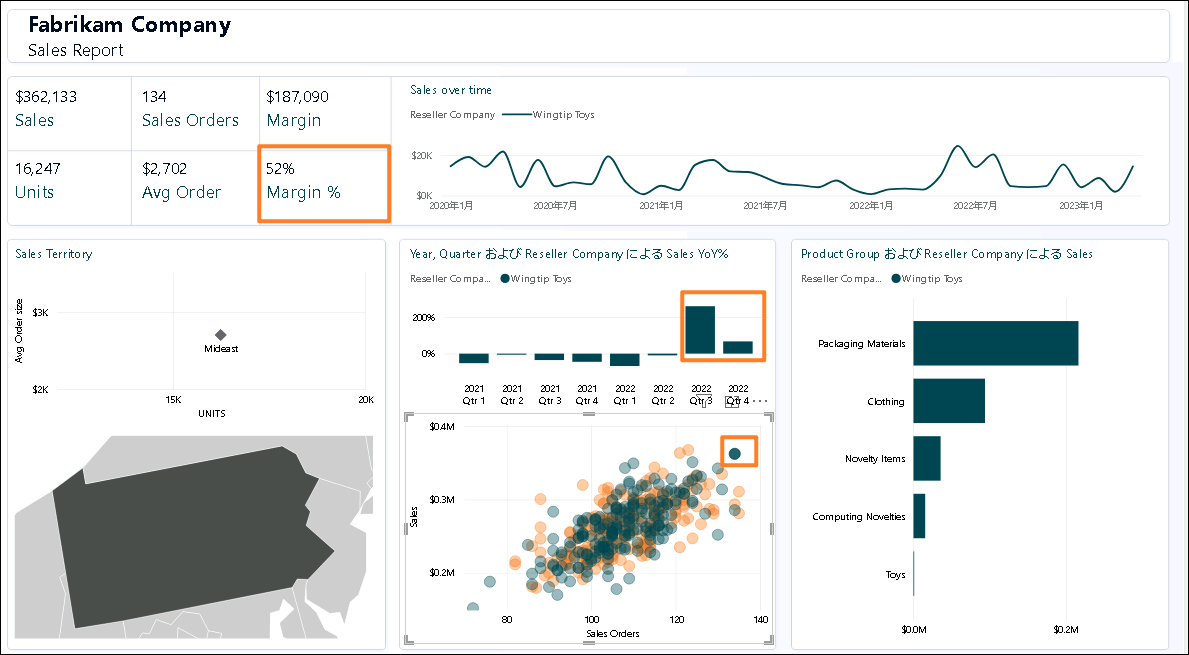 Fabrikam Company
Sales Report
$362,133
Sales
134
Sales Orders
$187,090
Margin
16,247
Units
$2,702
Avg Order
52%
Margin %
Sales over time
Reseller Company Wingtip Toys
$20K
$0K
2020年1月 2020年7月 2021年1月 2021年7月 2022年1月 2022年7月 2023年1月
Sales Territory
Avg Order size
$3K
$2K
Mideast
15K 20K
UNITS
Year, Quarter および Reseller Company による Sales YoY%
Reseller Compa... Wingtip Toys
200%
0%
2021 2021 2021 2021 2022 2022 2022 2022
Qtr 1 Qtr 2 Qtr 3 Qtr 4 Qtr 1 Qtr 2 Qtr 3 Qtr 4
$0.4M
$0.3M
$0.2M
Sales
80 100 120 140
Sales Orders
Product Group および Reseller Company による Sales
Reseller Compa... Wingtip Toys
Packaging Materials
Clothing
Novelty Items
Computing Novelties
Toys
$0.0M $0.2M